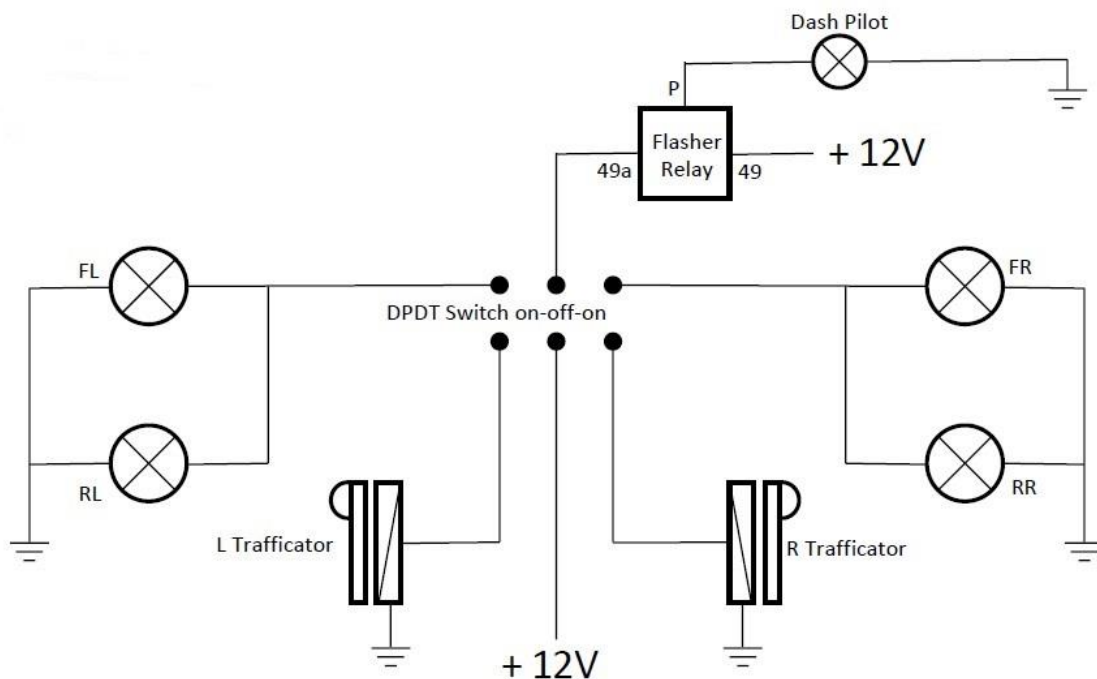 Dash Pilot
P
Flasher
Relay
49a
49
+ 12V
FL
FR
DPDT Switch on-off-on
RL
RR
L Trafficator
R Trafficator
+ 12V